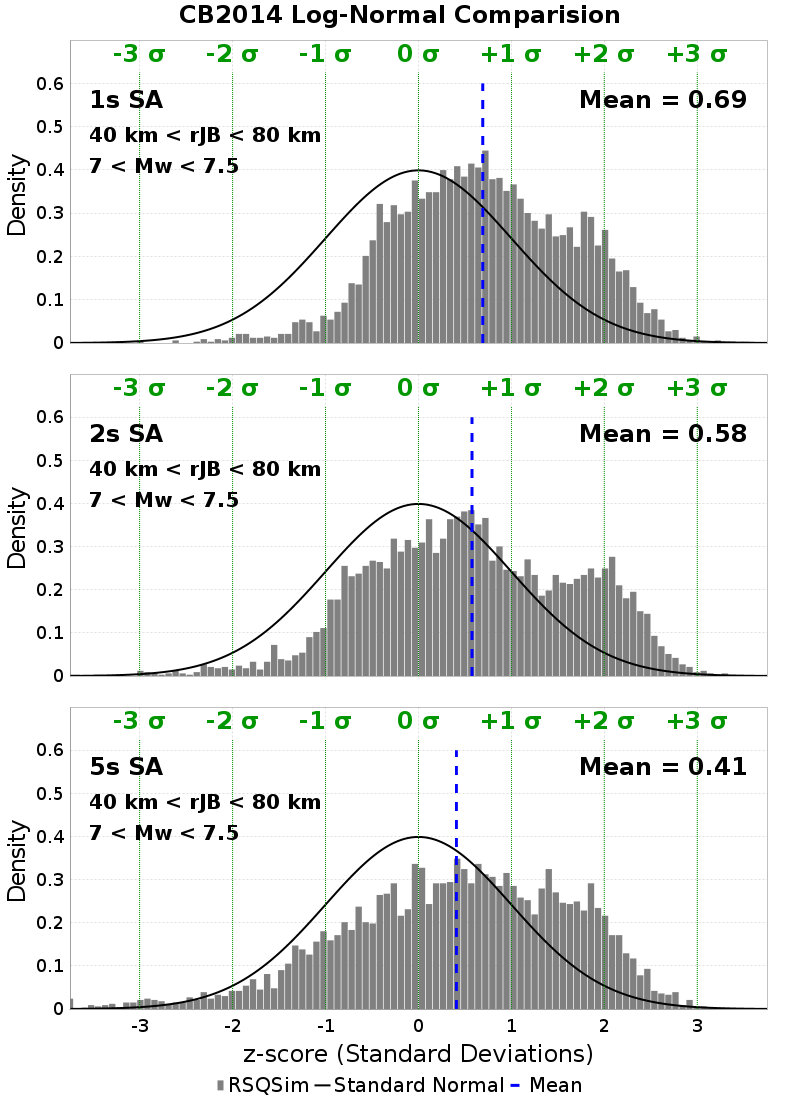 CB2014 Log-Normal Comparision
-3 σ -2 σ -1 σ 0 σ +1 σ +2 σ +3 σ
0.6
1s SA Mean = 0.69
0.5
40 km < rJB < 80 km
7 < Mw < 7.5
0.4
0.3
0.2
0.1
0
Density
-3 σ -2 σ -1 σ 0 σ +1 σ +2 σ +3 σ
0.6
2s SA Mean = 0.58
0.5
40 km < rJB < 80 km
7 < Mw < 7.5
0.4
0.3
0.2
0.1
0
Density
-3 σ -2 σ -1 σ 0 σ +1 σ +2 σ +3 σ
0.6
5s SA Mean = 0.41
0.5
40 km < rJB < 80 km
7 < Mw < 7.5
0.4
0.3
0.2
0.1
0
Density
-3 -2 -1 0 1 2 3
z-score (Standard Deviations)
RSQSim Standard Normal Mean